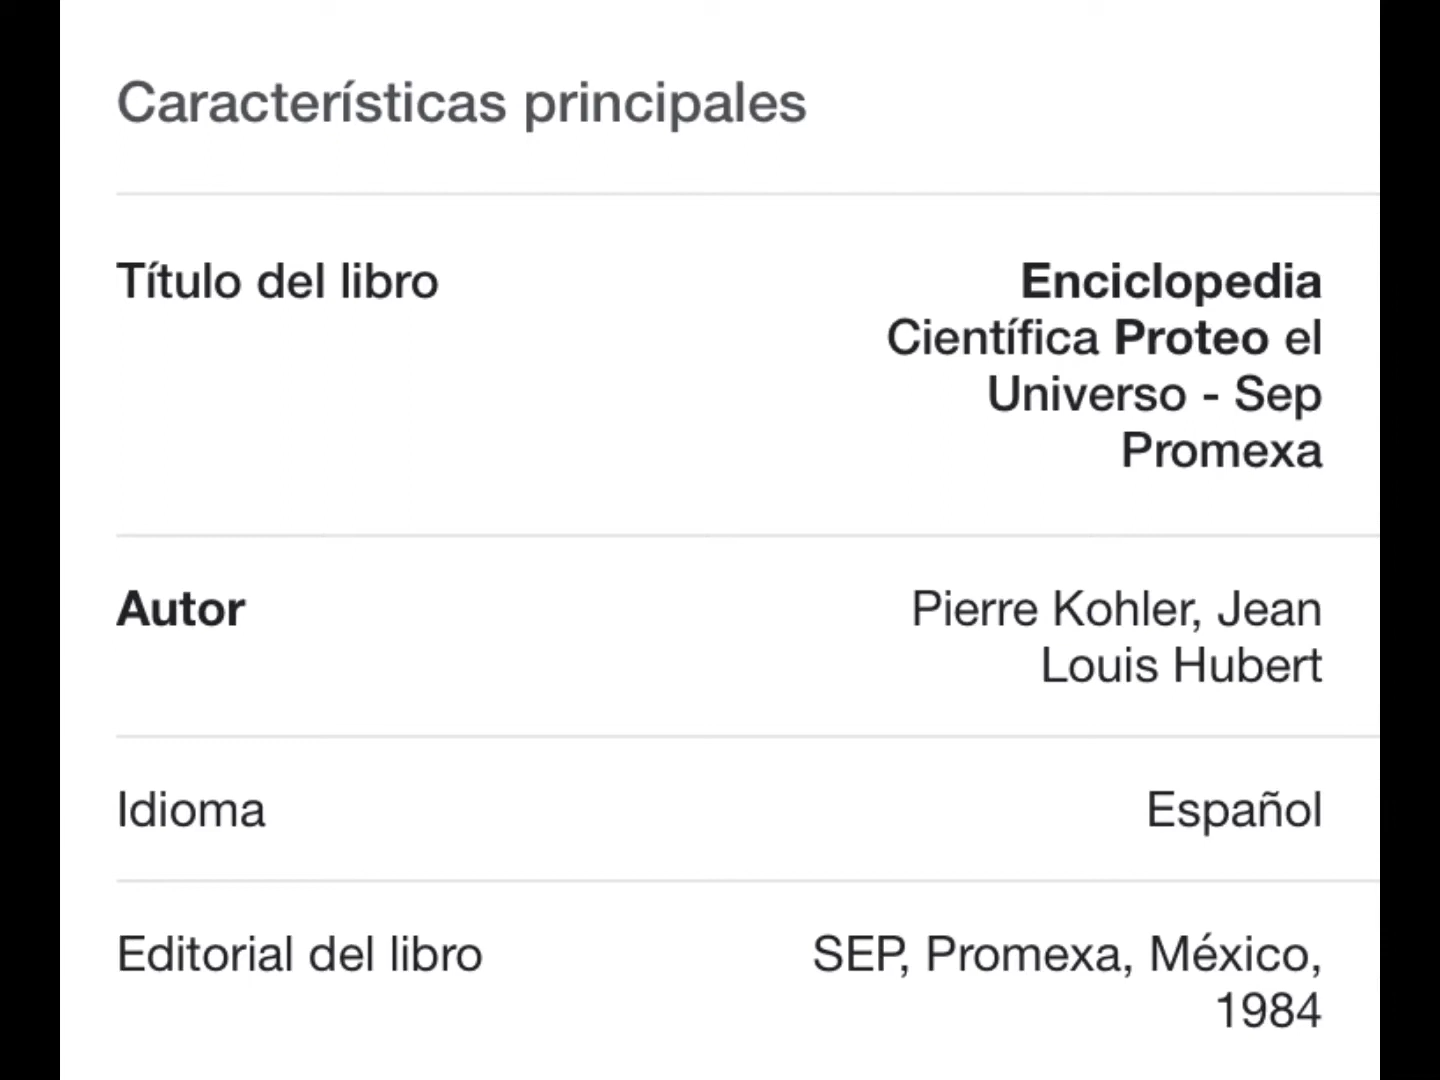 Características principales
Título del libro
Enciclopedia
Científica Proteo el
Universo - Sep
Promexa
Autor
Pierre Kohler, Jean
Louis Hubert
Idioma
Español
Editorial del libro
SEP, Promexa, México,
1984